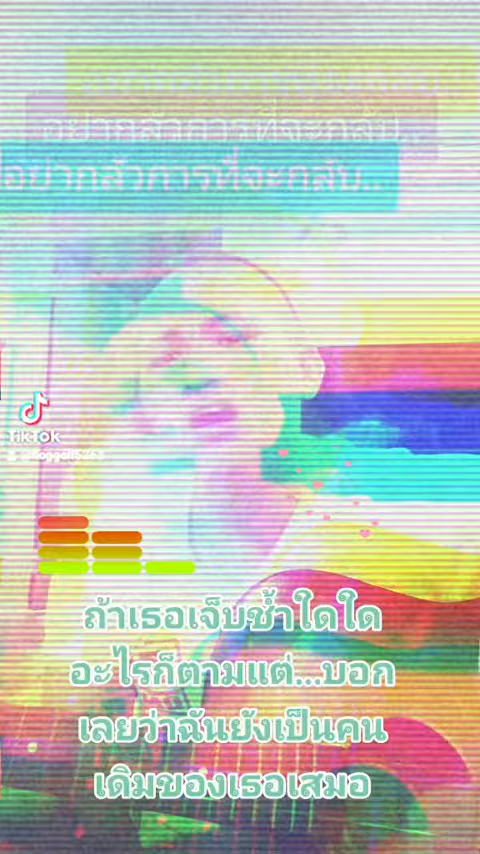 อย่ากลัวการที่จะกลับ...
อย่ากลัวการที่จะกลับ..
TikTok
ถ้าเธอเจ็บช้ำใดใด
อะไรก็ตามแต่...บอก
เลยว่าฉันยังเป็นคน
เดิมของเธอเสมอ